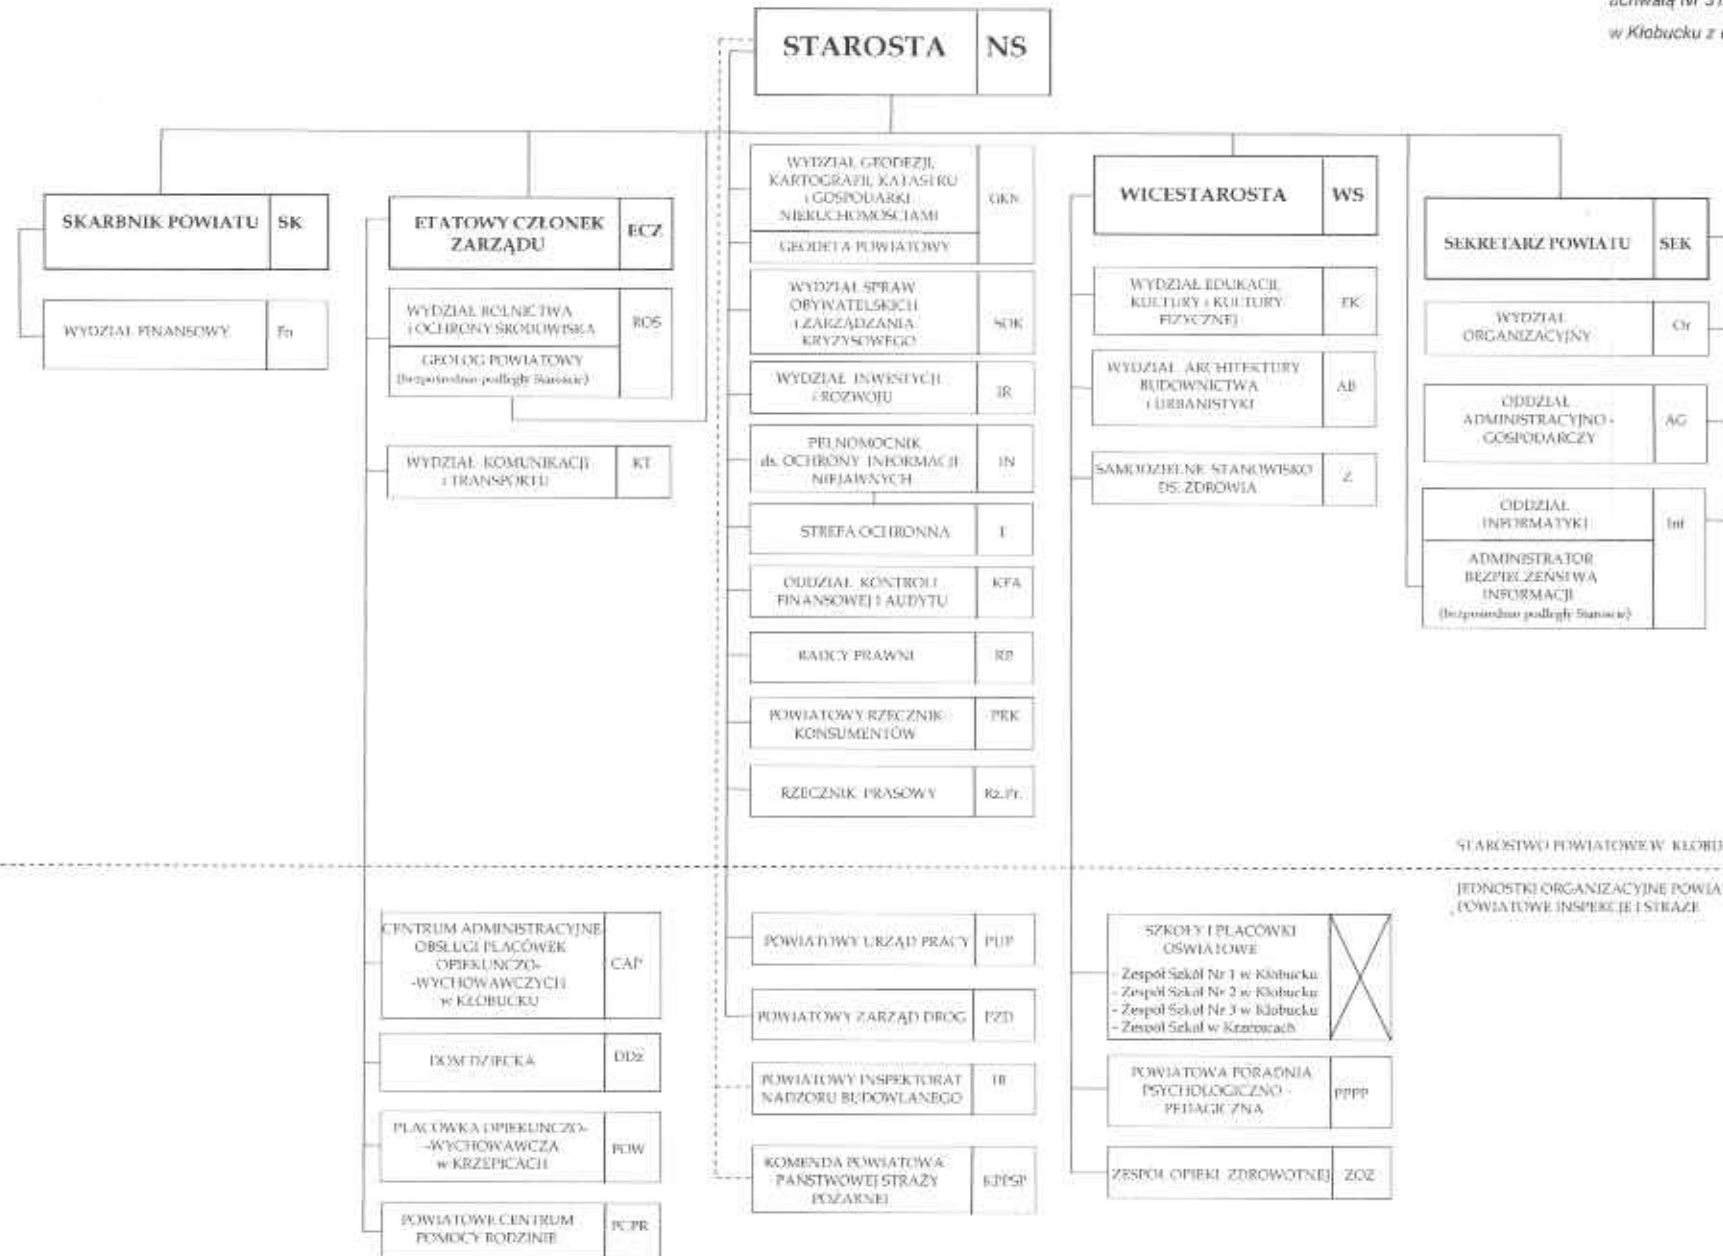 w Kłobucku z
STAROSTA NS
SKARBNIK POWIATU SK
WYDZIAŁ FINANSOWY Fn
ETATOWY CZŁONEK
ZARZĄDU
ECZ
WYDZIAŁ ROLNICTWA
i OCHRONY ŚRODOWISKA
ROS
GEOLOG POWIATOWY
(bezpośrednio podległy Staroście)
WYDZIAŁ KOMUNIKACJI
i TRANSPORTU
KT
WYDZIAŁ GEODEZJI,
KARTOGRAFII, KATASTRU
i GOSPODARKI
NIERUCHOMOŚCIAMI
GKN
GEODETA POWIATOWY
WYDZIAŁ SPRAW
OBYWATELSKICH
i ZARZĄDZANIA
KRYZYSOWEGO
SOK
WYDZIAŁ INWESTYCJI
i ROZWOJU
IR
PEŁNOMOCNIK
ds. OCHRONY INFORMACJI
NIEJAWNYCH
IN
STREFA OCHRONNA
ODDZIAŁ KONTROLI
FINANSOWEJ I AUDYTU
KFA
RADCY PRAWNI RP
POWIATOWY RZECZNIK
KONSUMENTÓW
PRK
RZECZNIK PRASOWY Rz.Pr.
WICESTAROSTA WS
WYDZIAŁ EDUKACJI,
KULTURY i KULTURY
FIZYCZNEJ
EK
WYDZIAŁ ARCHITEKTURY
BUDOWNICTWA
i URBANISTYKI
AB
SAMODZIELNE STANOWISKO
DS. ZDROWIA
Z
SEKRETARZ POWIATU SEK
WYDZIAŁ
ORGANIZACYJNY
Or
ODDZIAŁ
ADMINISTRACYJNO -
GOSPODARCZY
AG
ODDZIAŁ
INFORMATYKI
Inf
ADMINISTRATOR
BEZPIECZEŃSTWA
INFORMACJI
(bezpośrednio podległy Staroście)
STAROSTWO POWIATOWE W KŁOBU
JEDNOSTKI ORGANIZACYJNE POWIA
POWIATOWE INSPEKCJE I STRAŻE
CENTRUM ADMINISTRACYJNE
OBSŁUGI PLACÓWEK
OPIEKUŃCZO-
-WYCHOWAWCZYCH
w KŁOBUCKU
CAP
DOM DZIECKA DDz
PLACÓWKA OPIEKUŃCZO-
-WYCHOWAWCZA
w KRZEPICACH
POW
POWIATOWE CENTRUM
POMOCY RODZINIE
PCPR
POWIATOWY URZĄD PRACY PUP
POWIATOWY ZARZĄD DRÓG PZD
POWIATOWY INSPEKTORAT
NADZORU BUDOWLANEGO
KOMENDA POWIATOWA
PAŃSTWOWEJ STRAŻY
POŻARNEJ
KPPSP
SZKOŁY I PLACÓWKI
OŚWIATOWE
- Zespół Szkół Nr 1 w Kłobucku
- Zespół Szkół Nr 2 w Kłobucku
- Zespół Szkół Nr 3 w Kłobucku
- Zespół Szkół w Krzepicach
POWIATOWA PORADNIA
PSYCHOLOGICZNO -
PEDAGICZNA
PPPP
ZESPÓŁ OPIEKI ZDROWOTNEJ ZOZ